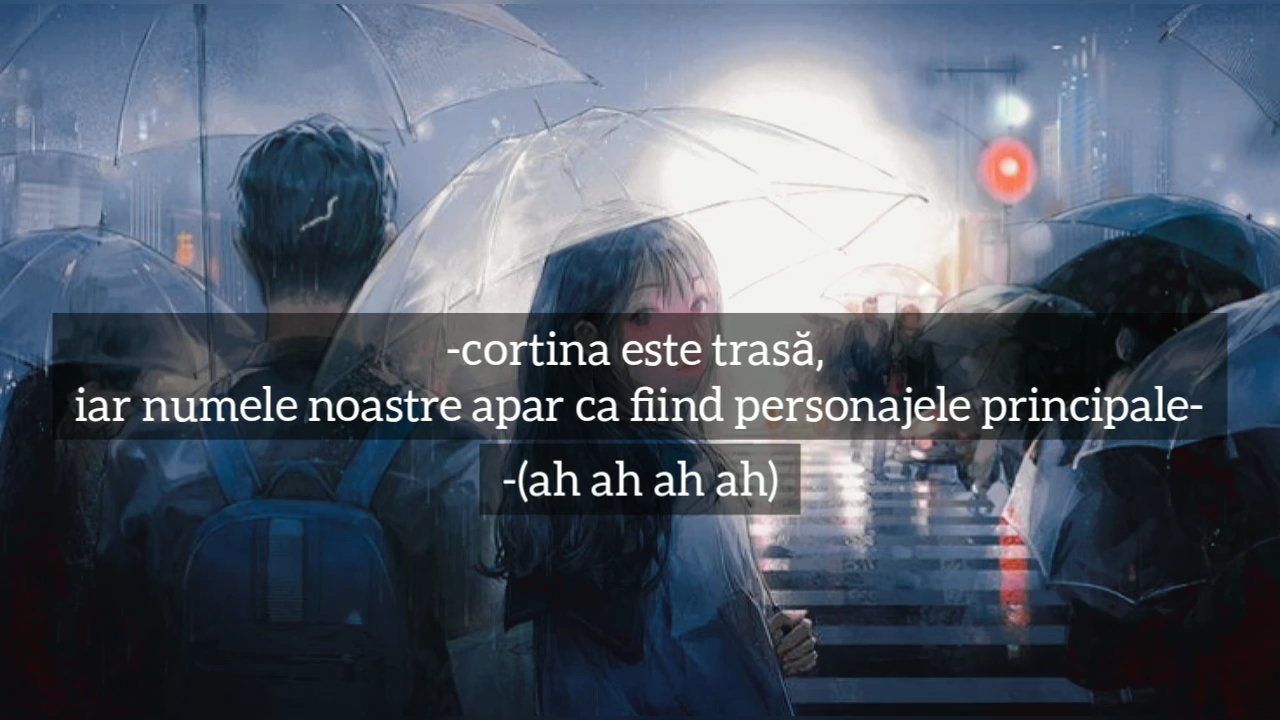 -cortina este trasă,
iar numele noastre apar ca fiind personajele principale-
-(ah ah ah ah)